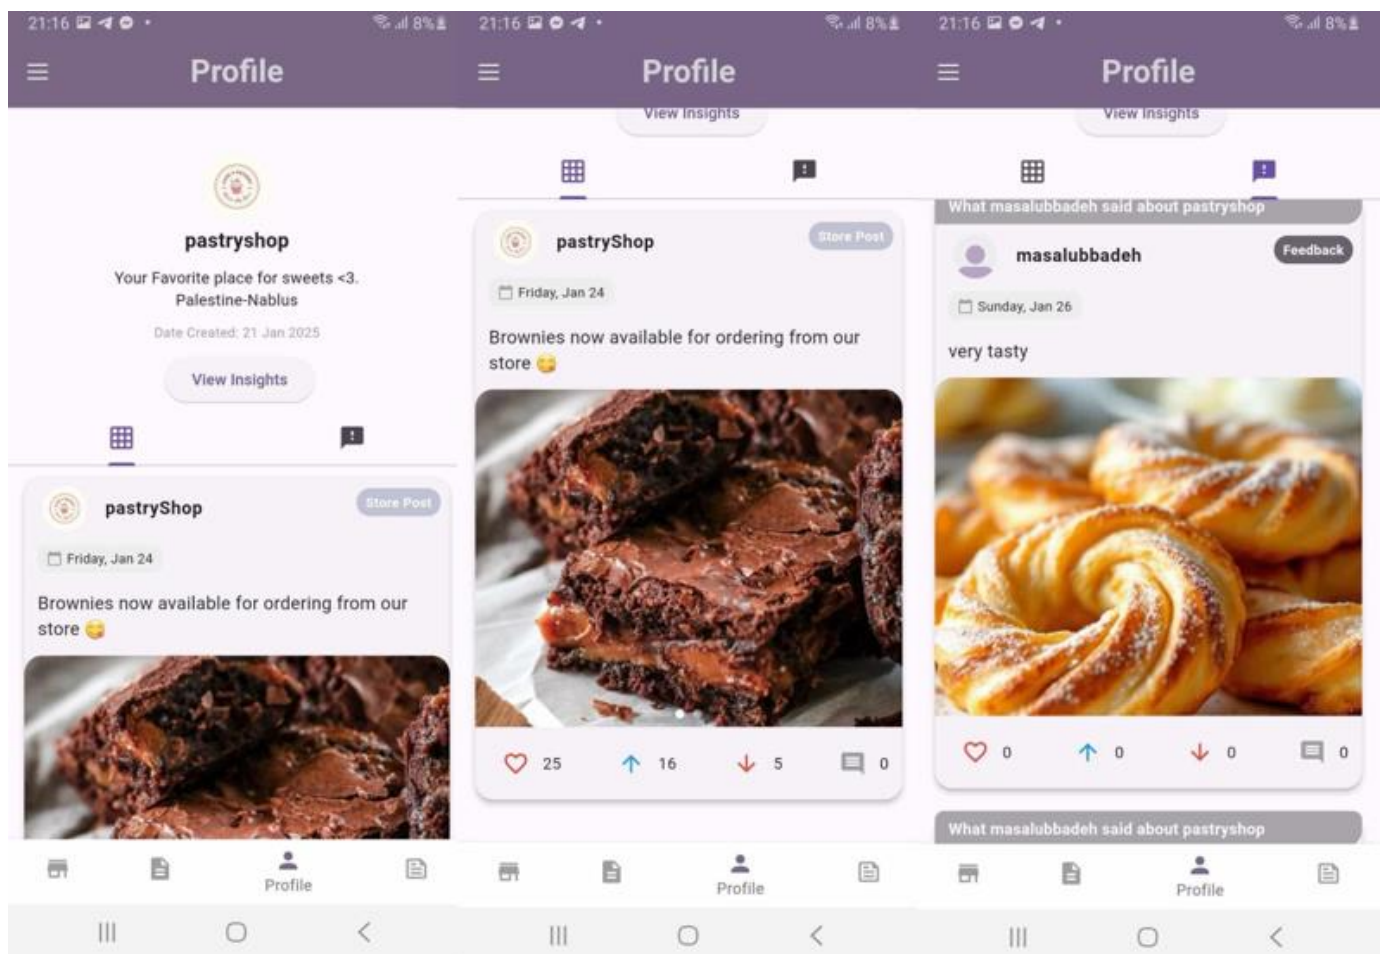 21:16
8%
Profile
pastryshop
Your Favorite place for sweets <3.
Palestine-Nablus
Date Created: 21 Jan 2025
View Insights
pastryShop
Store Post
Friday, Jan 24
Brownies now available for ordering from our
store 😋
Profile
21:16
8%
Profile
View Insights
pastryShop
Store Post
Friday, Jan 24
Brownies now available for ordering from our
store 😋
25 16 5 0
Profile
21:16
8%
Profile
View Insights
What masalubbadeh said about pastryshop
masalubbadeh
Feedback
Sunday, Jan 26
very tasty
0 0 0 0
What masalubbadeh said about pastryshop
Profile